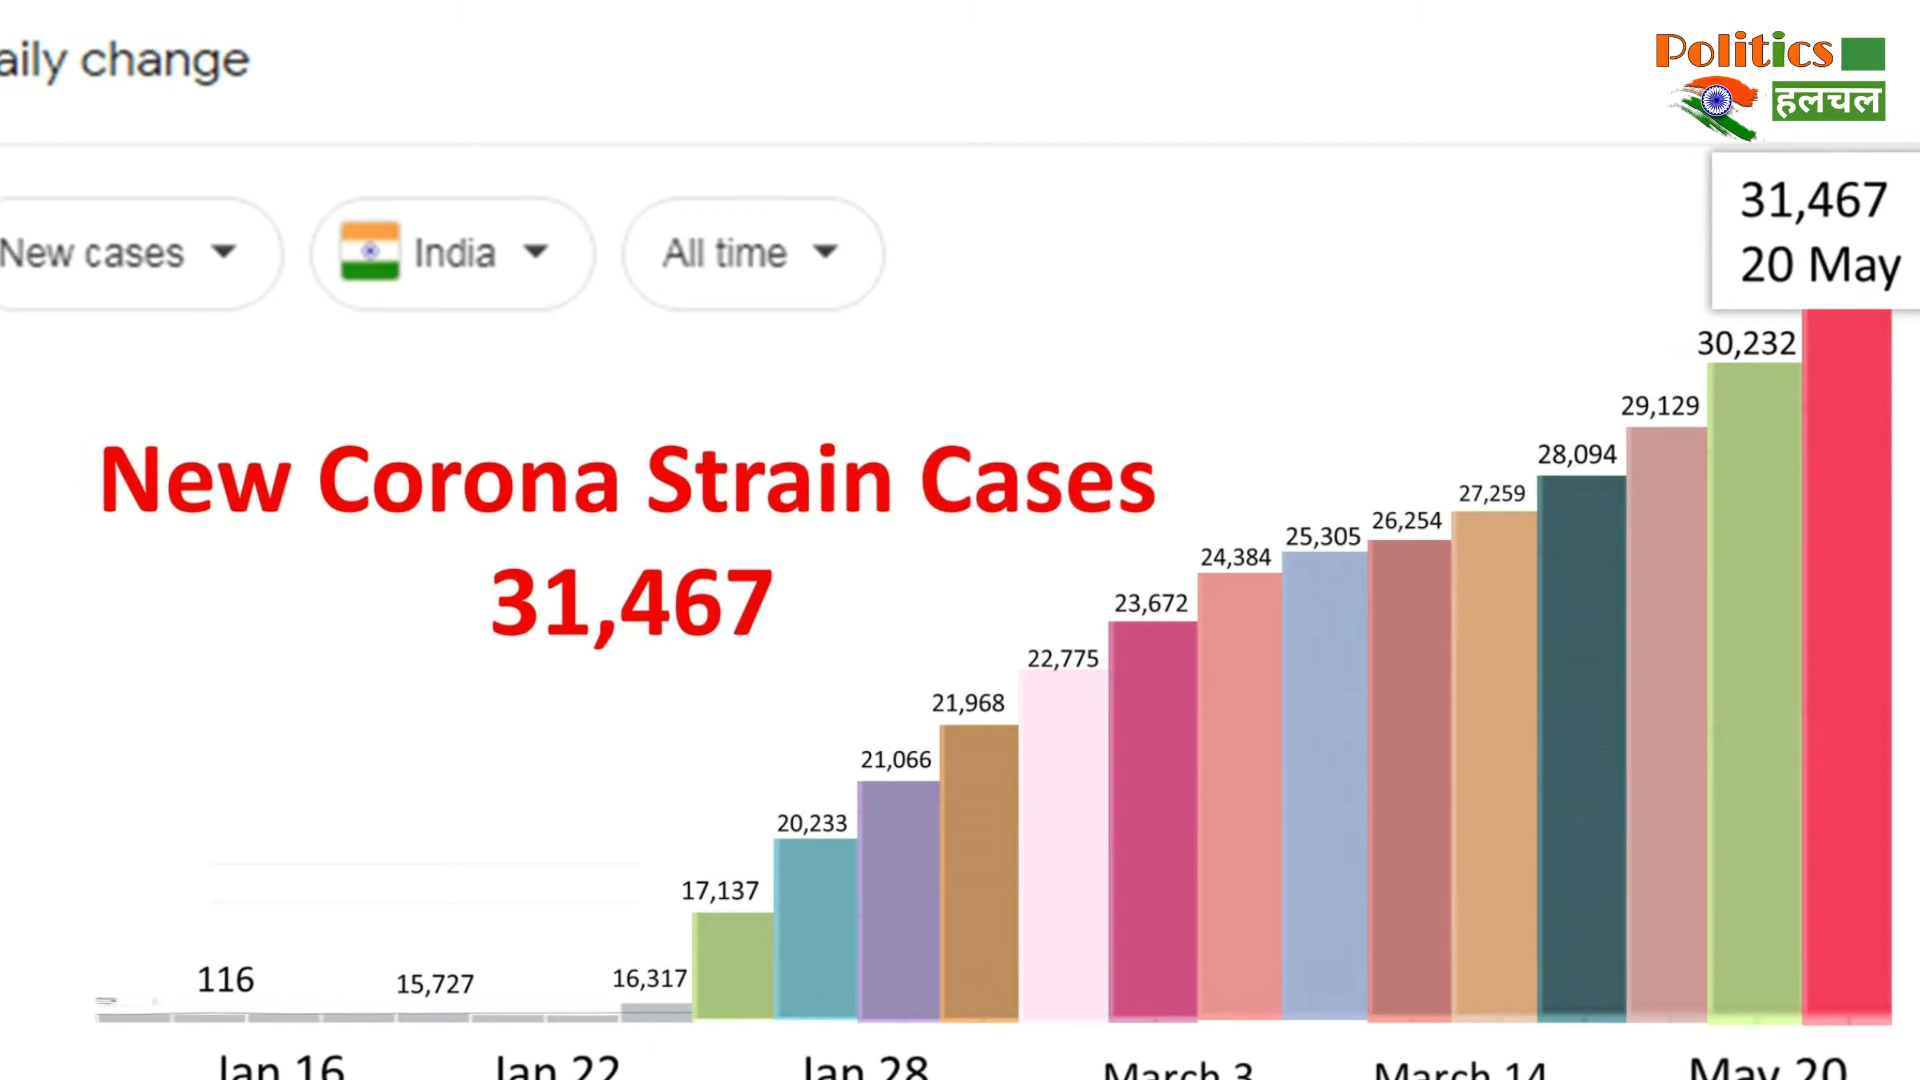 aily change
Politics
हलचल
New cases
India
All time
31,467
20 May
New Corona Strain Cases
31,467
116
15,727
16,317
17,137
20,233
21,066
21,968
22,775
23,672
24,384
25,305
26,254
27,259
28,094
29,129
30,232
Jan 16
Jan 22
Jan 28
March 3
March 14
May 20